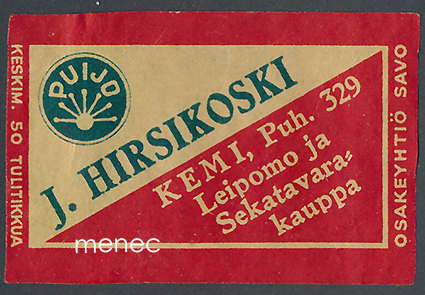 KESKIM. 50 TULITIKKUA
PUIJO
J. HIRSIKOSKI
KEMI, Puh. 329
Leipomo ja
Sekatavara-
kauppa
OSAKEYHTIÖ SAVO
menec